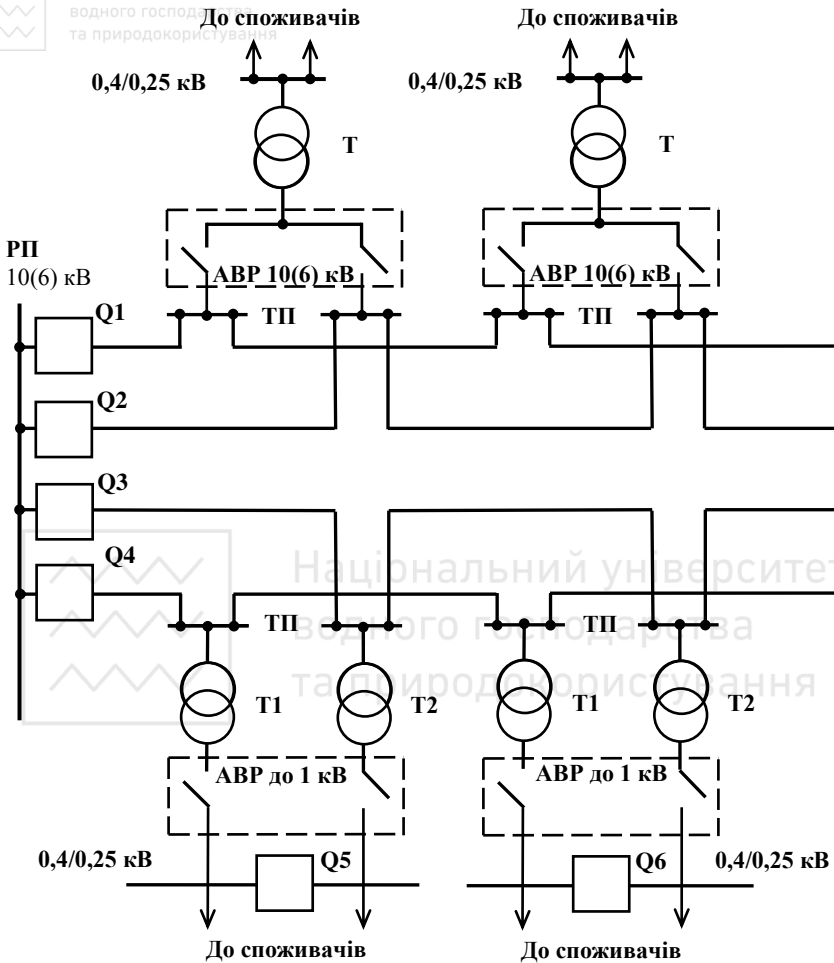 водного господарства
та природокористування
До споживачів До споживачів
0,4/0,25 кВ 0,4/0,25 кВ
Т Т
РП
10(6) кВ
АВР 10(6) кВ АВР 10(6) кВ
Q1 ТП ТП
Q2
Q3
Q4
Національний університет
водного господарства
та природокористування
ТП ТП
Т1 Т2 Т1 Т2
АВР до 1 кВ АВР до 1 кВ
0,4/0,25 кВ Q5 Q6 0,4/0,25 кВ
До споживачів До споживачів